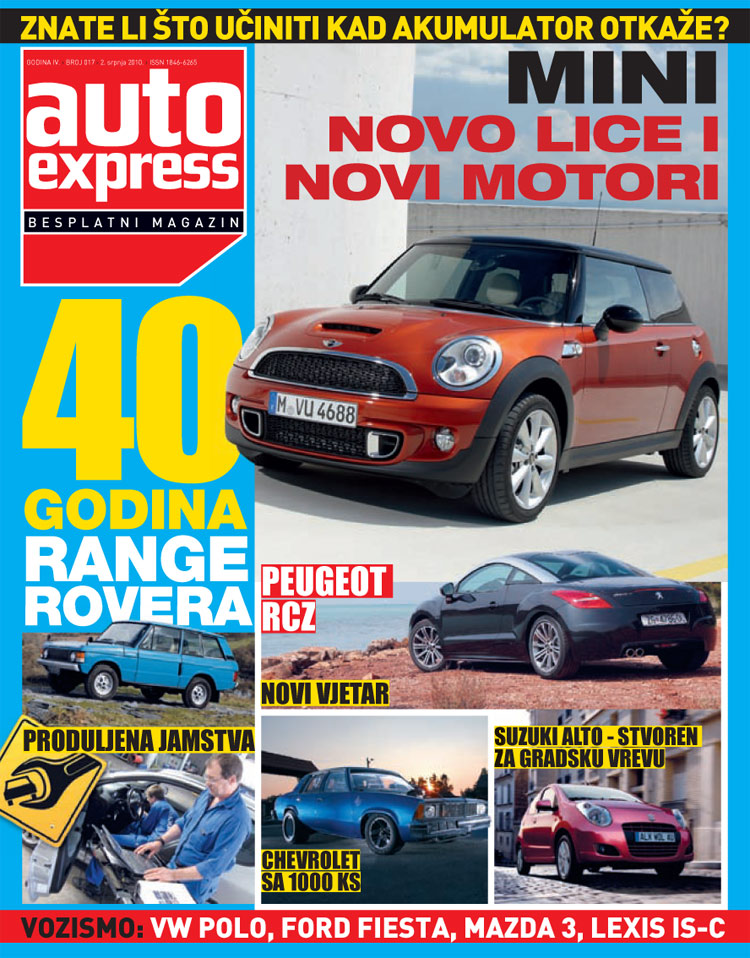 ZNATE LI ŠTO UČINITI KAD AKUMULATOR OTKAŽE?
GODINA IV. BROJ 017 2. srpnja 2010. ISSN 1846-6265
auto
express
BESPLATNI MAGAZIN
MINI
NOVO LICE I
NOVI MOTORI
40
GODINA
RANGE
ROVERA
M VU 4688
PEUGEOT
RCZ
NOVI VJETAR
PRODULJENA JAMSTVA
CHEVROLET
SA 1000 KS
SUZUKI ALTO - STVOREN
ZA GRADSKU VREVU
VOZISMO: VW POLO, FORD FIESTA, MAZDA 3, LEXIS IS-C